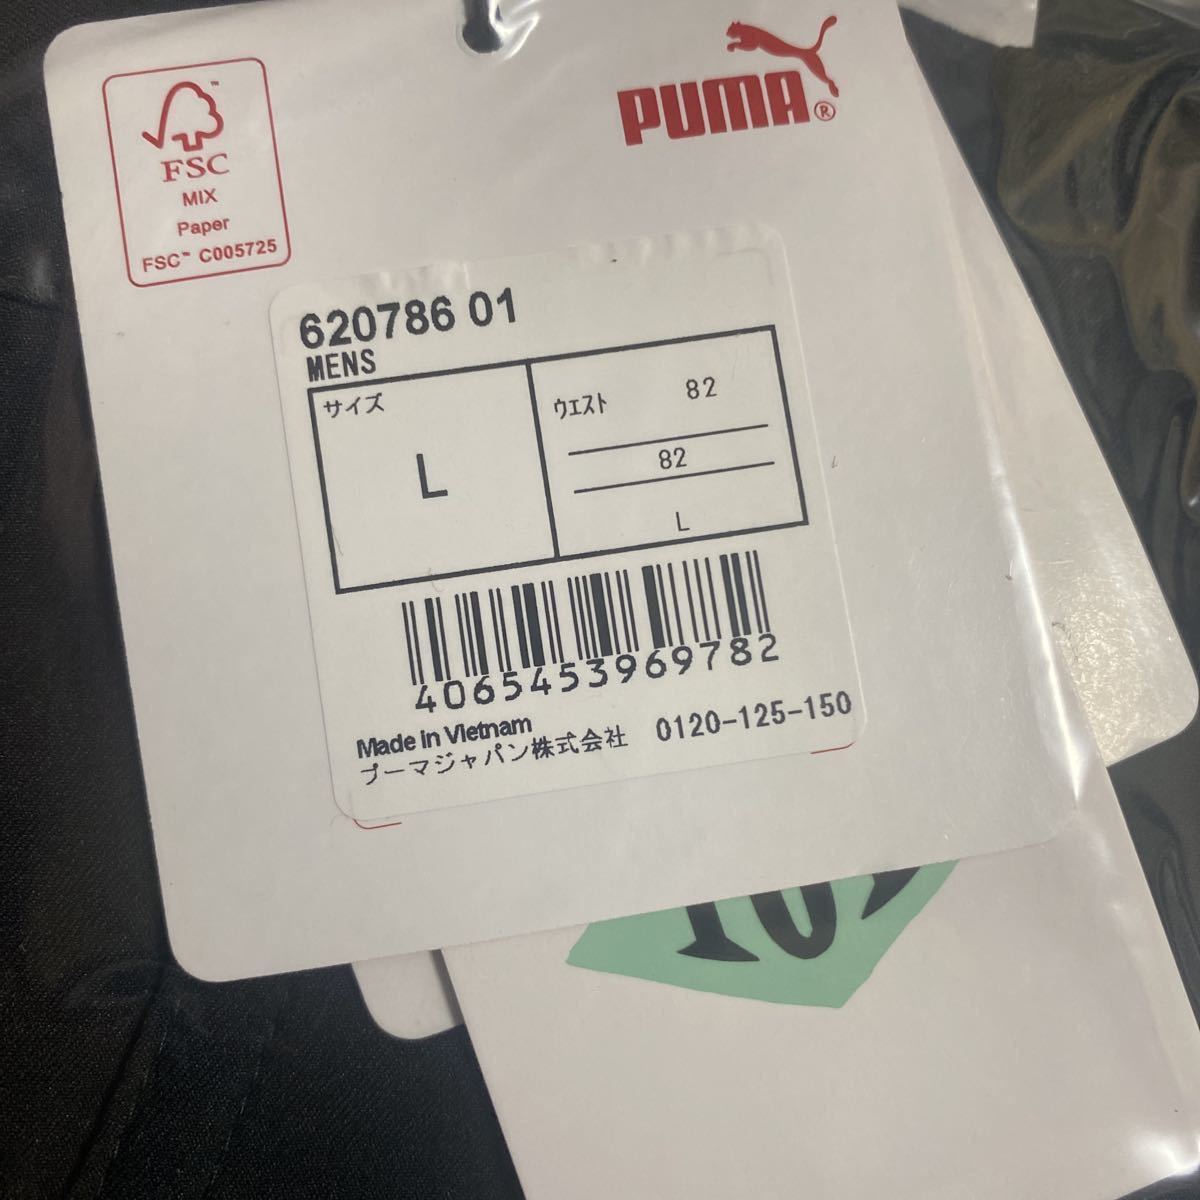 FSC™
MIX
Paper
FSC™ C005725
PUMA®
620786 01
MENS
サイズ
L
ウエスト 82
82
L
4065453969782
Made in Vietnam
プーマジャパン株式会社 0120-125-150